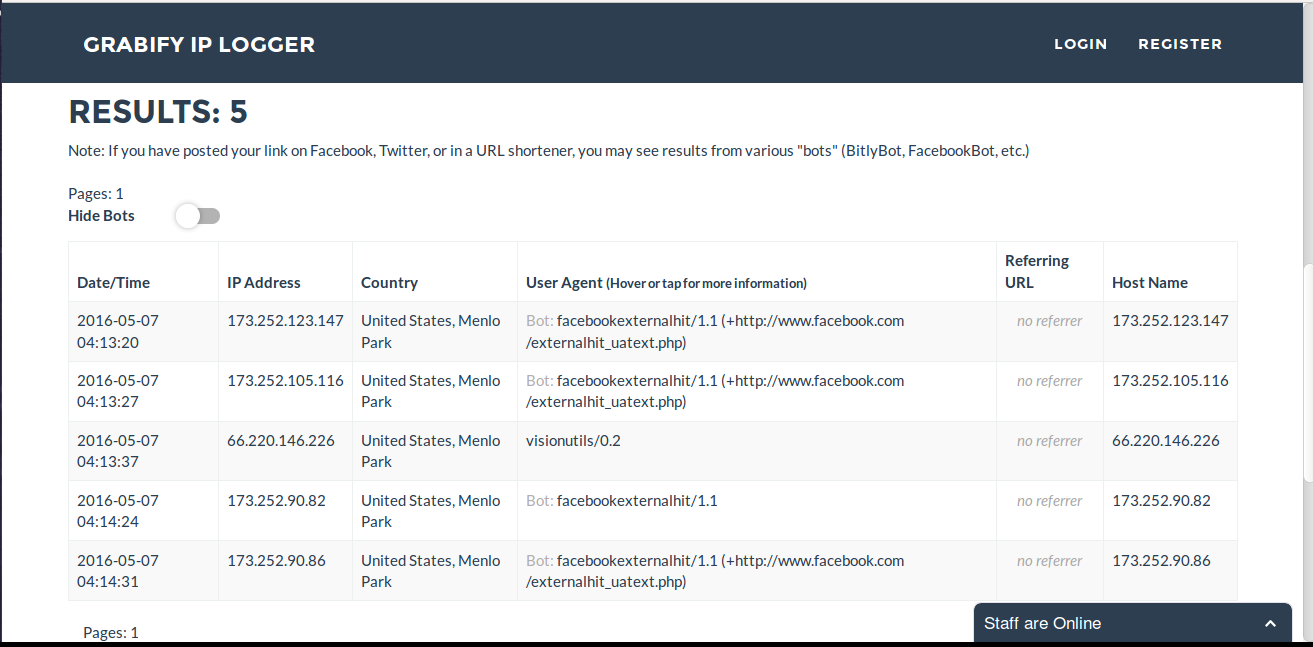 GRABIFY IP LOGGER
LOGIN REGISTER
RESULTS: 5
Note: If you have posted your link on Facebook, Twitter, or in a URL shortener, you may see results from various "bots" (BitlyBot, FacebookBot, etc.)
Pages: 1
Hide Bots
Date/Time IP Address Country User Agent (Hover or tap for more information) Referring URL Host Name
2016-05-07 04:13:20 173.252.123.147 United States, Menlo Park Bot: facebookexternalhit/1.1 (+http://www.facebook.com/externalhit_uatext.php) no referrer 173.252.123.147
2016-05-07 04:13:27 173.252.105.116 United States, Menlo Park Bot: facebookexternalhit/1.1 (+http://www.facebook.com/externalhit_uatext.php) no referrer 173.252.105.116
2016-05-07 04:13:37 66.220.146.226 United States, Menlo Park visionutils/0.2 no referrer 66.220.146.226
2016-05-07 04:14:24 173.252.90.82 United States, Menlo Park Bot: facebookexternalhit/1.1 no referrer 173.252.90.82
2016-05-07 04:14:31 173.252.90.86 United States, Menlo Park Bot: facebookexternalhit/1.1 (+http://www.facebook.com/externalhit_uatext.php) no referrer 173.252.90.86
Pages: 1
Staff are Online